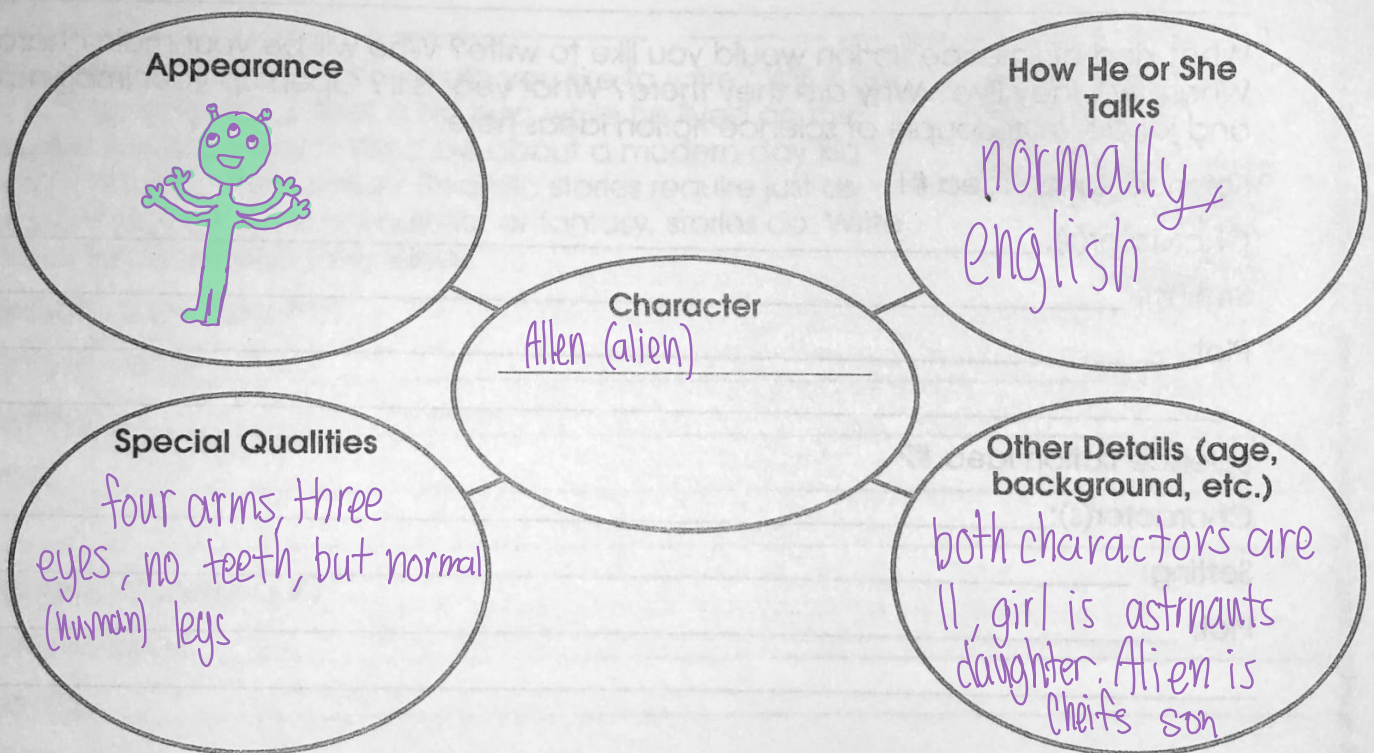 Appearance
How He or She
Talks
normally,
english
Character
Allen (alien)
Special Qualities
four arms, three
eyes, no teeth, but normal
(human) legs
Other Details (age,
background, etc.)
both charactors are
11, girl is astrnauts
daughter. Alien is
Cheifs son